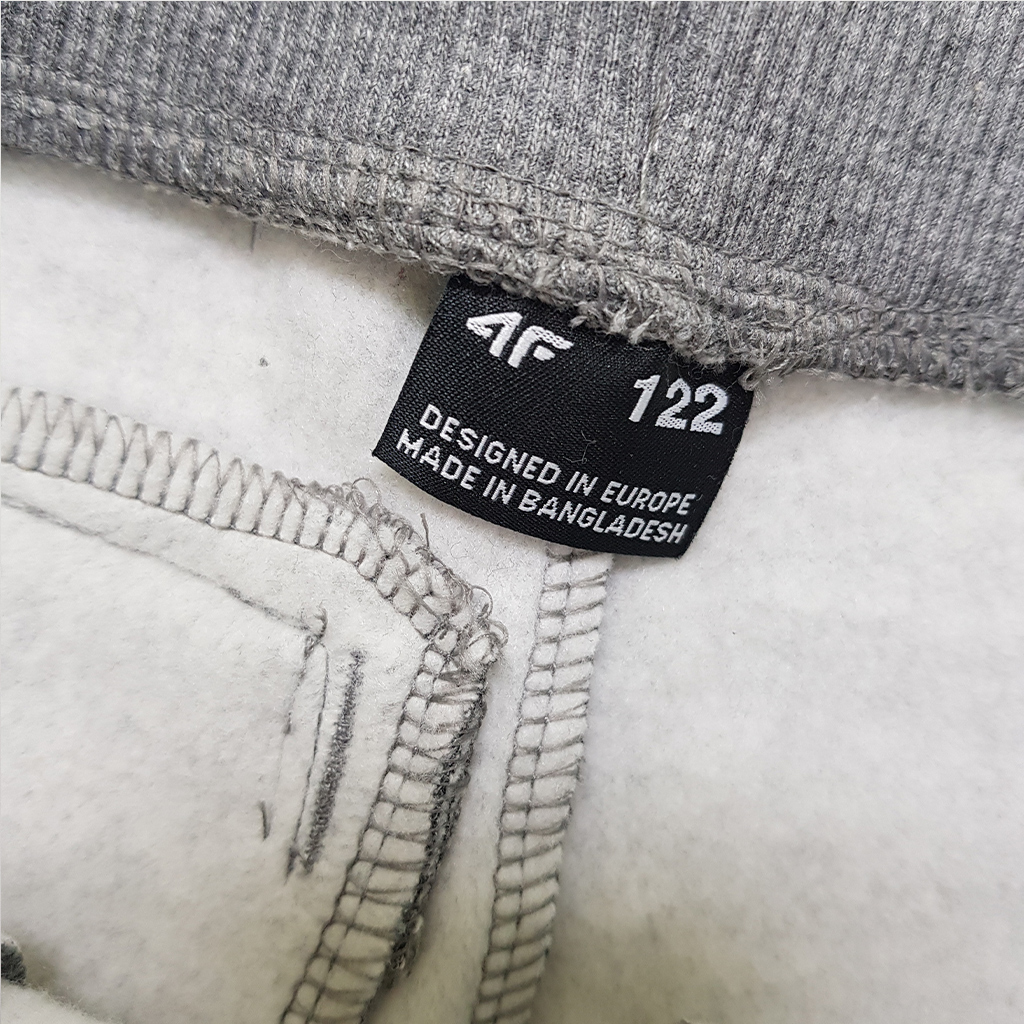 4F
122
DESIGNED IN EUROPE
MADE IN BANGLADESH